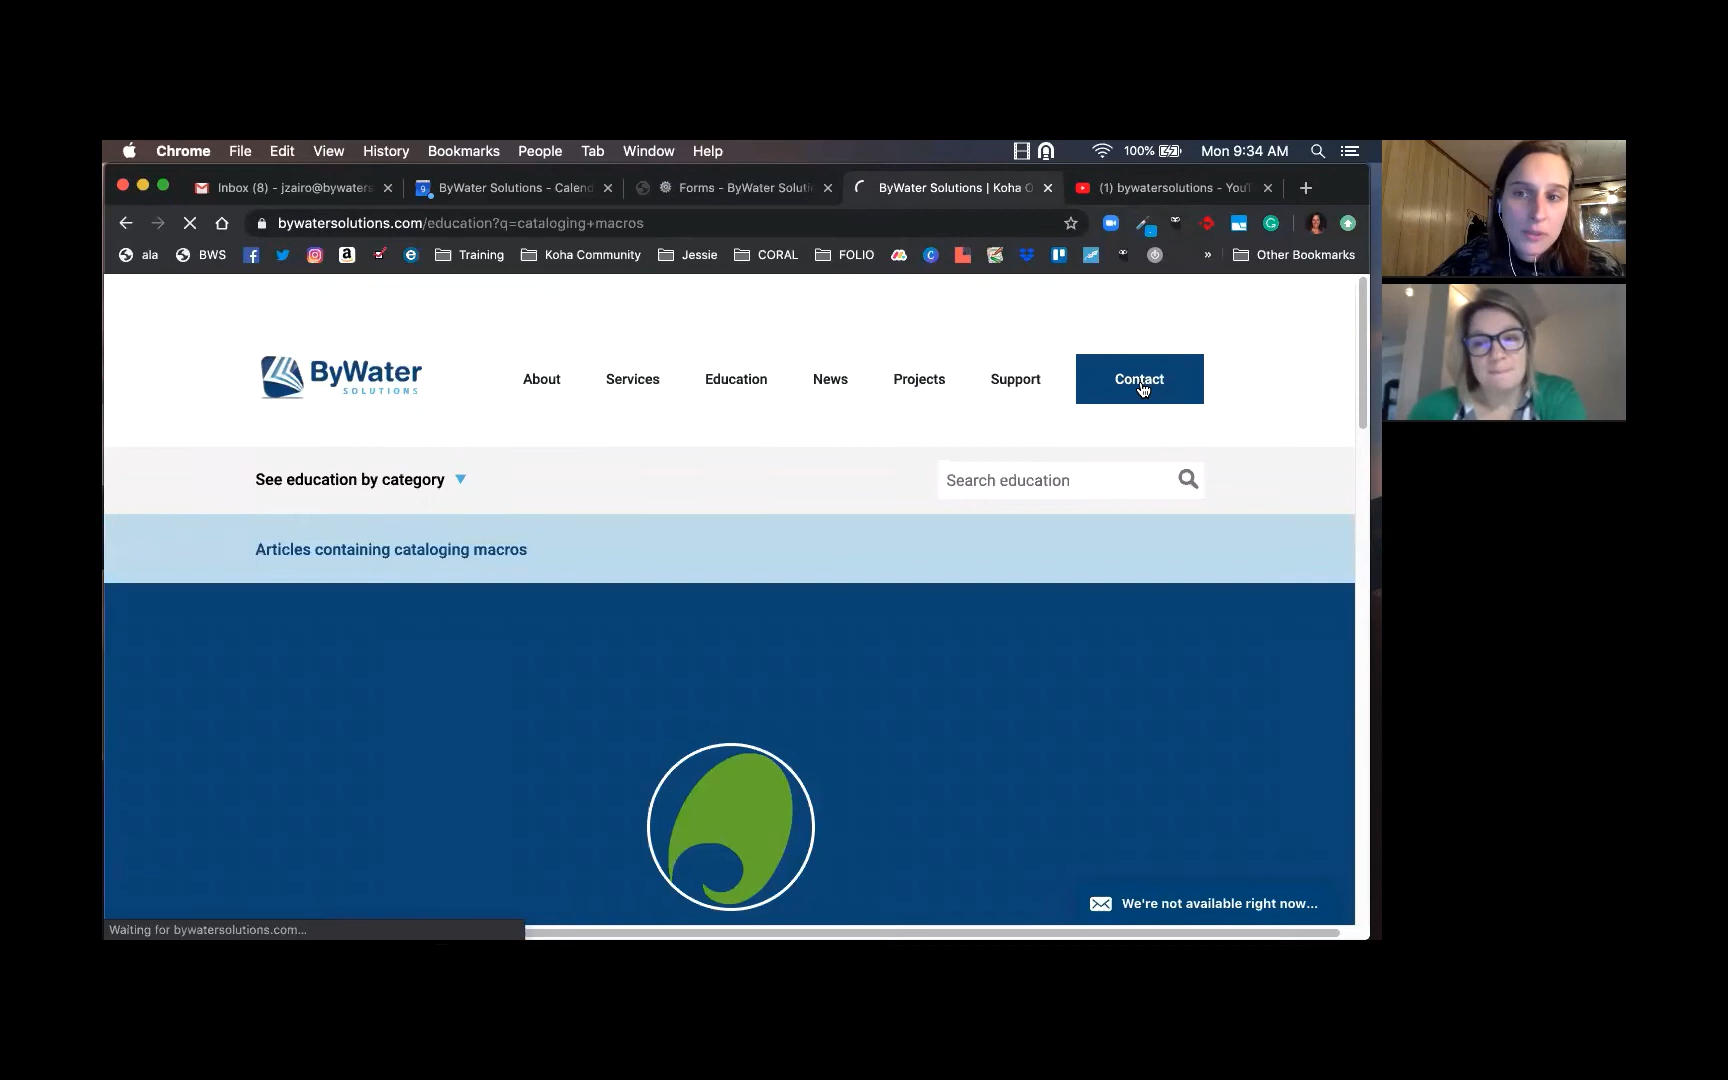 Chrome File Edit View History Bookmarks People Tab Window Help 100% Mon 9:34 AM
Inbox (8) - jzairo@bywaters ByWater Solutions - Calend Forms - ByWater Soluti ByWater Solutions | Koha O (1) bywatersolutions - YouT
bywatersolutions.com/education?q=cataloging+macros
ala BWS Training Koha Community Jessie CORAL FOLIO » Other Bookmarks
ByWater
SOLUTIONS
About Services Education News Projects Support Contact
See education by category Search education
Articles containing cataloging macros
We're not available right now...
Waiting for bywatersolutions.com...